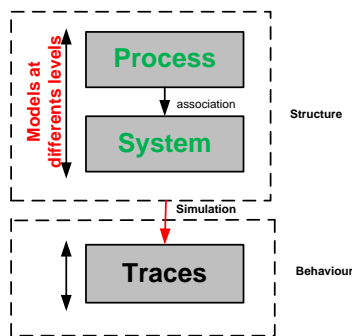 Models at
differents levels
Process
association
System
Structure
Simulation
Traces
Behaviour